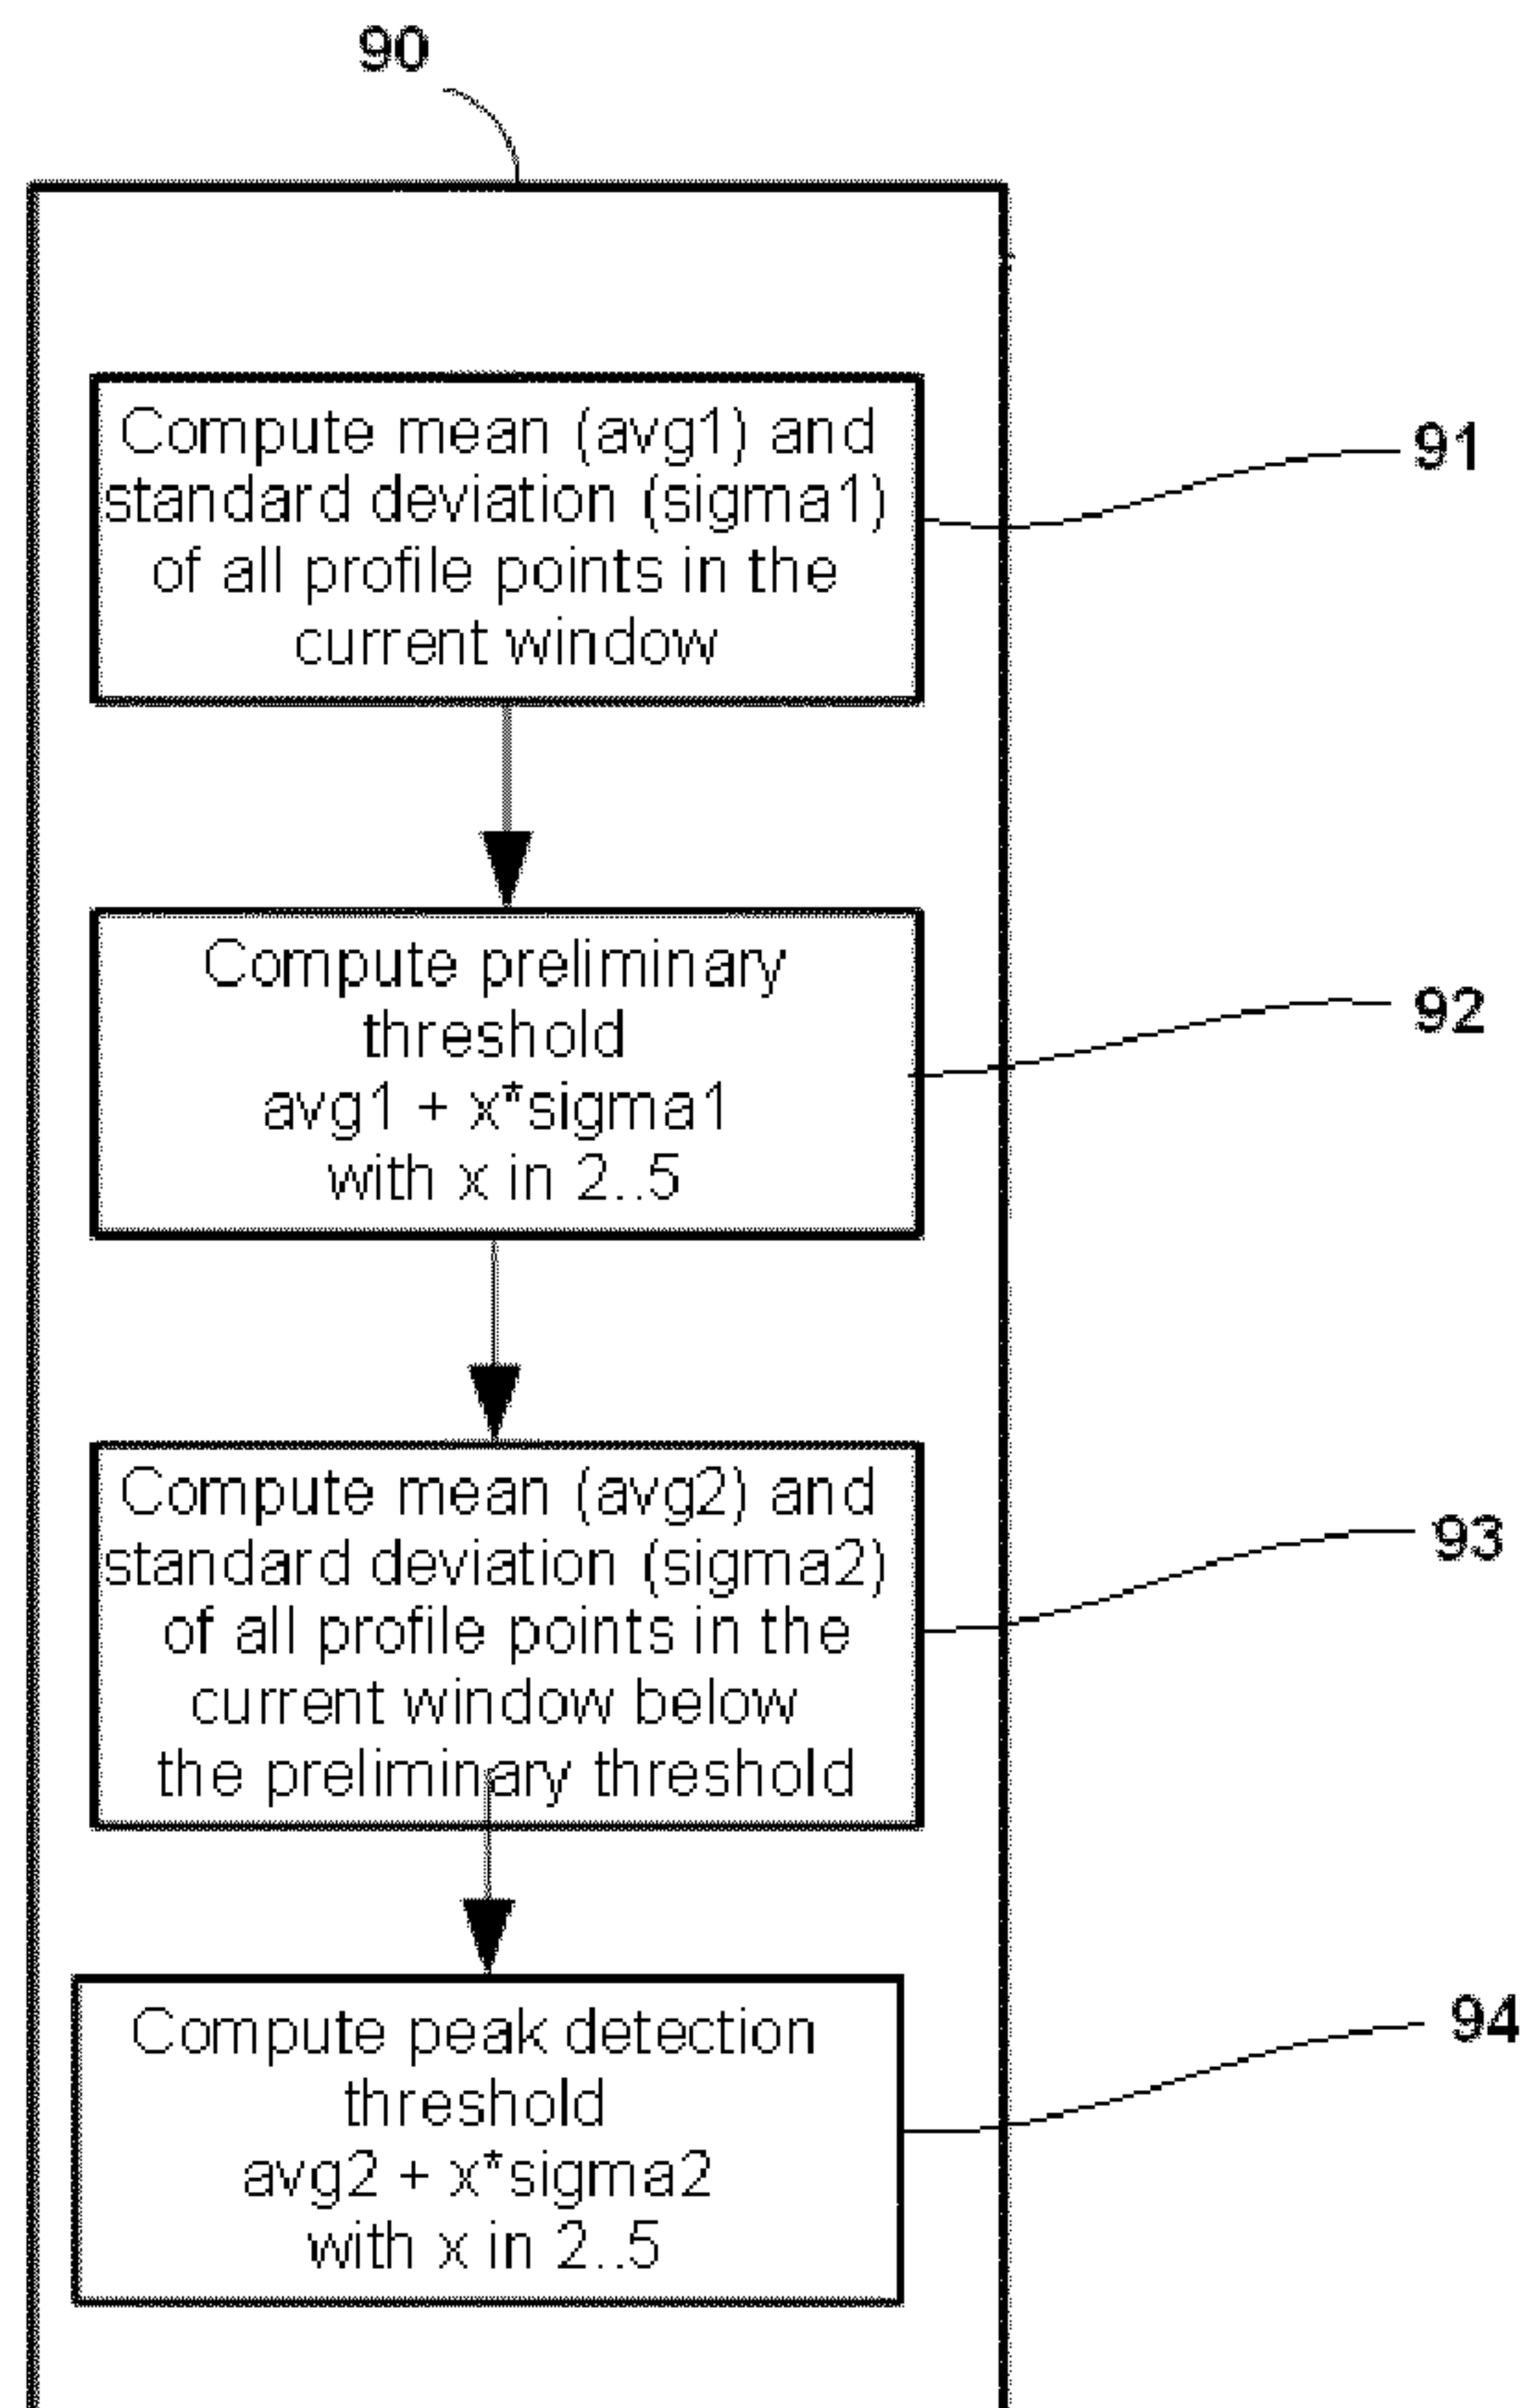 90
Compute mean (avg1) and
standard deviation (sigma1)
of all profile points in the
current window
91
Compute preliminary
threshold
avg1 + x*sigma1
with x in 2..5
92
Compute mean (avg2) and
standard deviation (sigma2)
of all profile points in the
current window below
the preliminary threshold
93
Compute peak detection
threshold
avg2 + x*sigma2
with x in 2..5
94